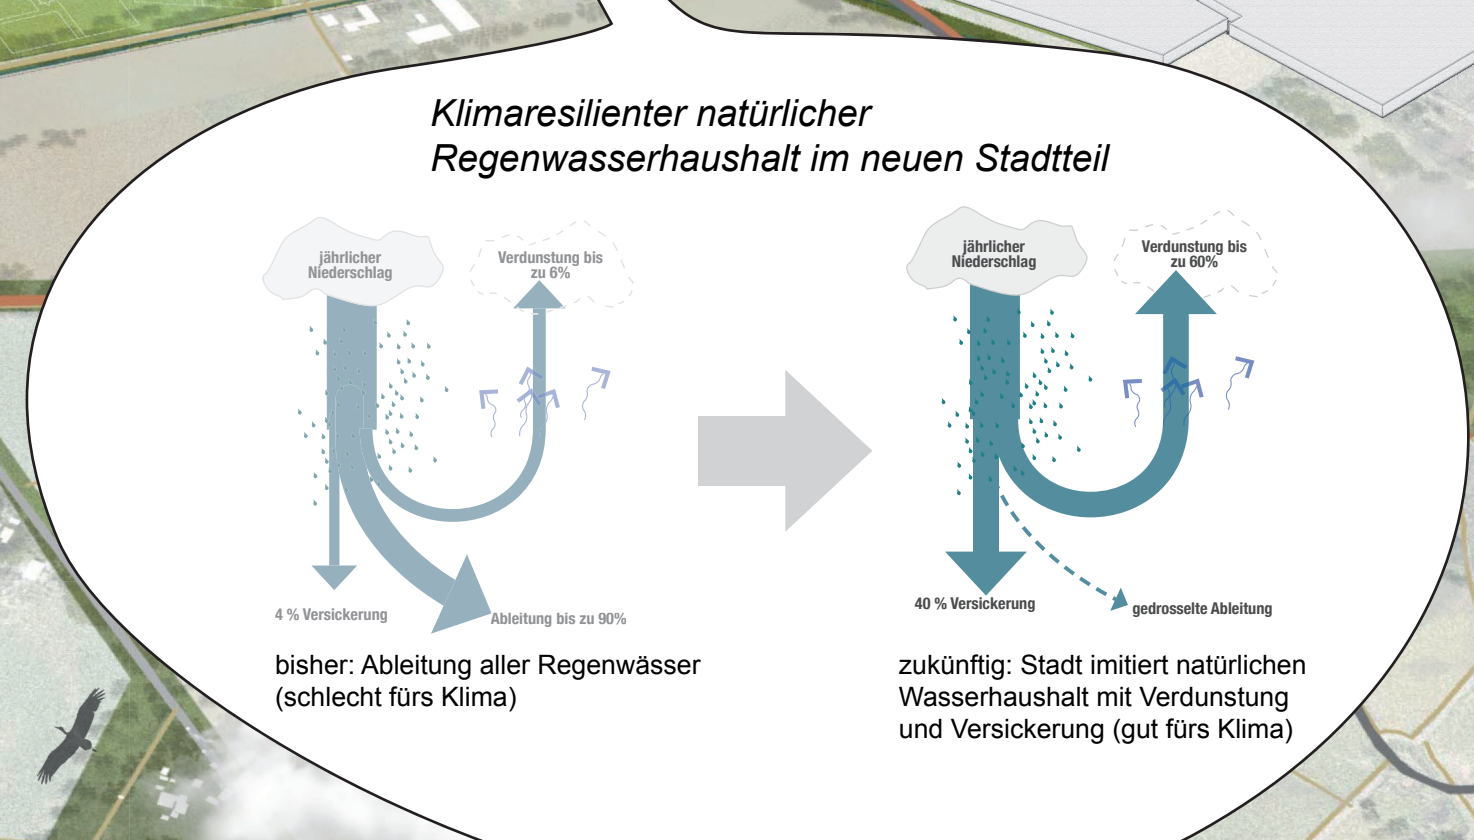 Klimaresilienter natürlicher
Regenwasserhaushalt im neuen Stadtteil
jährlicher
Niederschlag
Verdunstung bis
zu 6%
4 % Versickerung
Ableitung bis zu 90%
bisher: Ableitung aller Regenwässer
(schlecht fürs Klima)
jährlicher
Niederschlag
Verdunstung bis
zu 60%
40 % Versickerung
gedrosselte Ableitung
zukünftig: Stadt imitiert natürlichen
Wasserhaushalt mit Verdunstung
und Versickerung (gut fürs Klima)